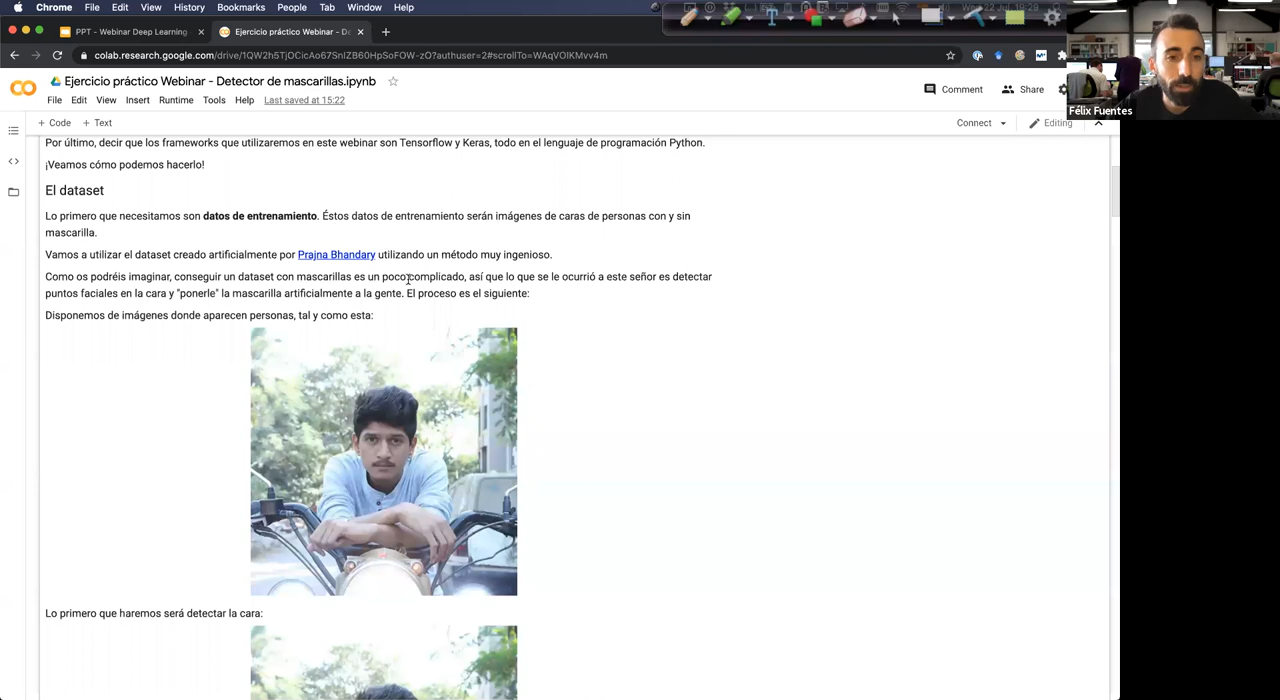 Chrome File Edit View History Bookmarks People Tab Window Help
PPT - Webinar Deep Learning
Ejercicio práctico Webinar - De
colab.research.google.com/drive/1QW2h5TjOCicAo67SnIZB60HpSoFOW-zO?authuser=2#scrollTo=WAqVOIKMvv4m
Ejercicio práctico Webinar - Detector de mascarillas.ipynb
File Edit View Insert Runtime Tools Help Last saved at 15:22
Comment Share
Félix Fuentes
+ Code + Text
Connect Editing
Por último, decir que los frameworks que utilizaremos en este webinar son Tensorflow y Keras, todo en el lenguaje de programación Python.
¡Veamos cómo podemos hacerlo!
El dataset
Lo primero que necesitamos son datos de entrenamiento. Éstos datos de entrenamiento serán imágenes de caras de personas con y sin
mascarilla.
Vamos a utilizar el dataset creado artificialmente por Prajna Bhandary utilizando un método muy ingenioso.
Como os podréis imaginar, conseguir un dataset con mascarillas es un poco complicado, así que lo que se le ocurrió a este señor es detectar
puntos faciales en la cara y "ponerle" la mascarilla artificialmente a la gente. El proceso es el siguiente:
Disponemos de imágenes donde aparecen personas, tal y como esta:
Lo primero que haremos será detectar la cara: